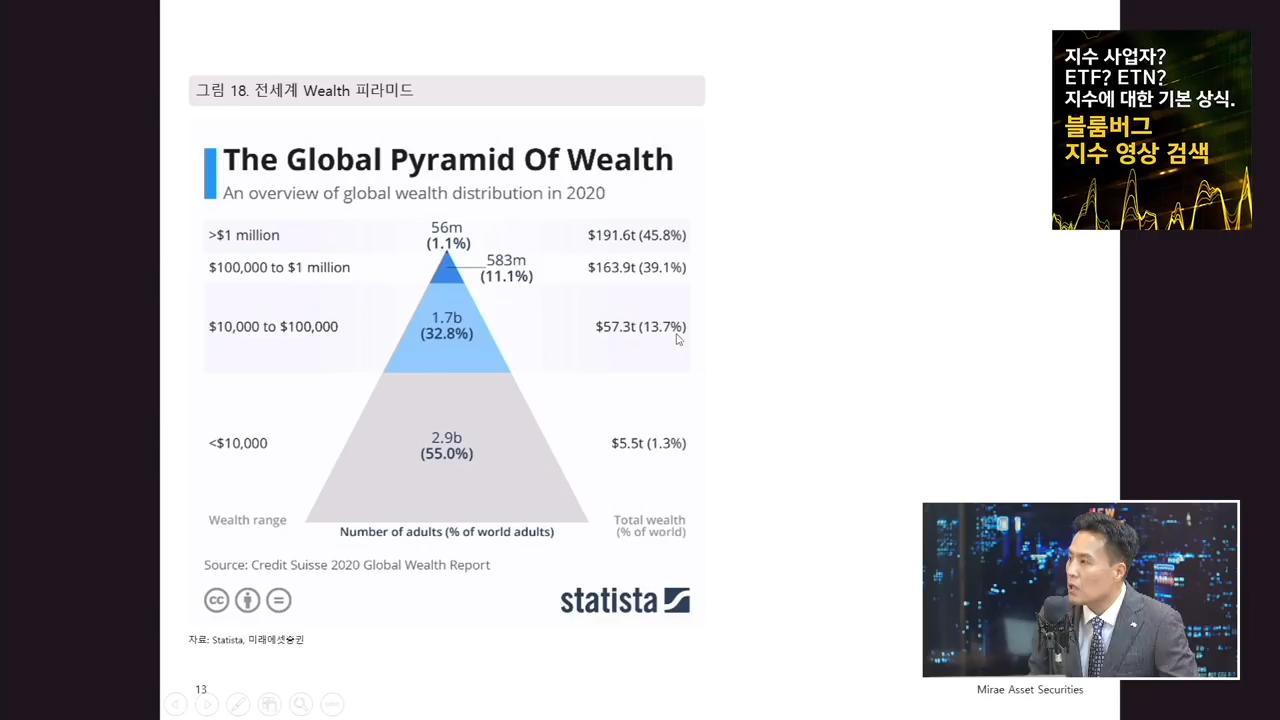 그림 18. 전세계 Wealth 피라미드
The Global Pyramid Of Wealth
An overview of global wealth distribution in 2020
>$1 million
56m
(1.1%)
$191.6t (45.8%)
$100,000 to $1 million
583m
(11.1%)
$163.9t (39.1%)
$10,000 to $100,000
1.7b
(32.8%)
$57.3t (13.7%)
<$10,000
2.9b
(55.0%)
$5.5t (1.3%)
Wealth range
Number of adults (% of world adults)
Total wealth
(% of world)
Source: Credit Suisse 2020 Global Wealth Report
cc
statista
자료: Statista, 미래에셋증권
13
Mirae Asset Securities
지수 사업자?
ETF? ETN?
지수에 대한 기본 상식.
블룸버그
지수 영상 검색